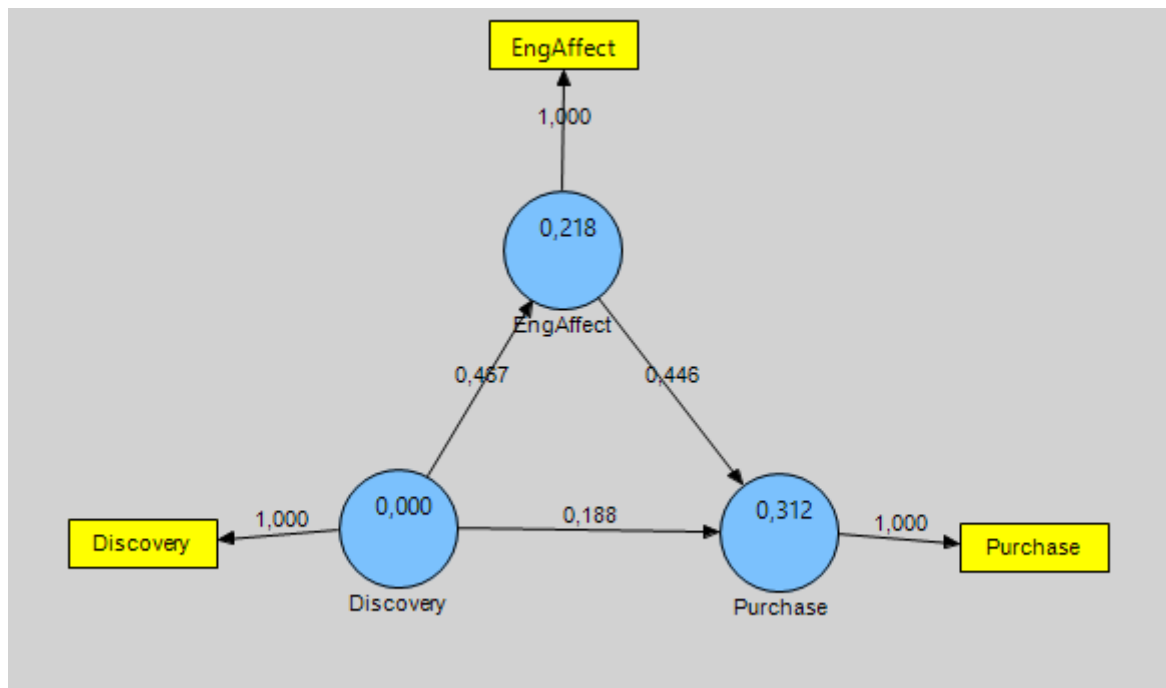 EngAffect
1,000
0,218
EngAffect
0,467
0,446
0,000
0,188
0,312
1,000
1,000
Discovery
Purchase
Discovery
Purchase